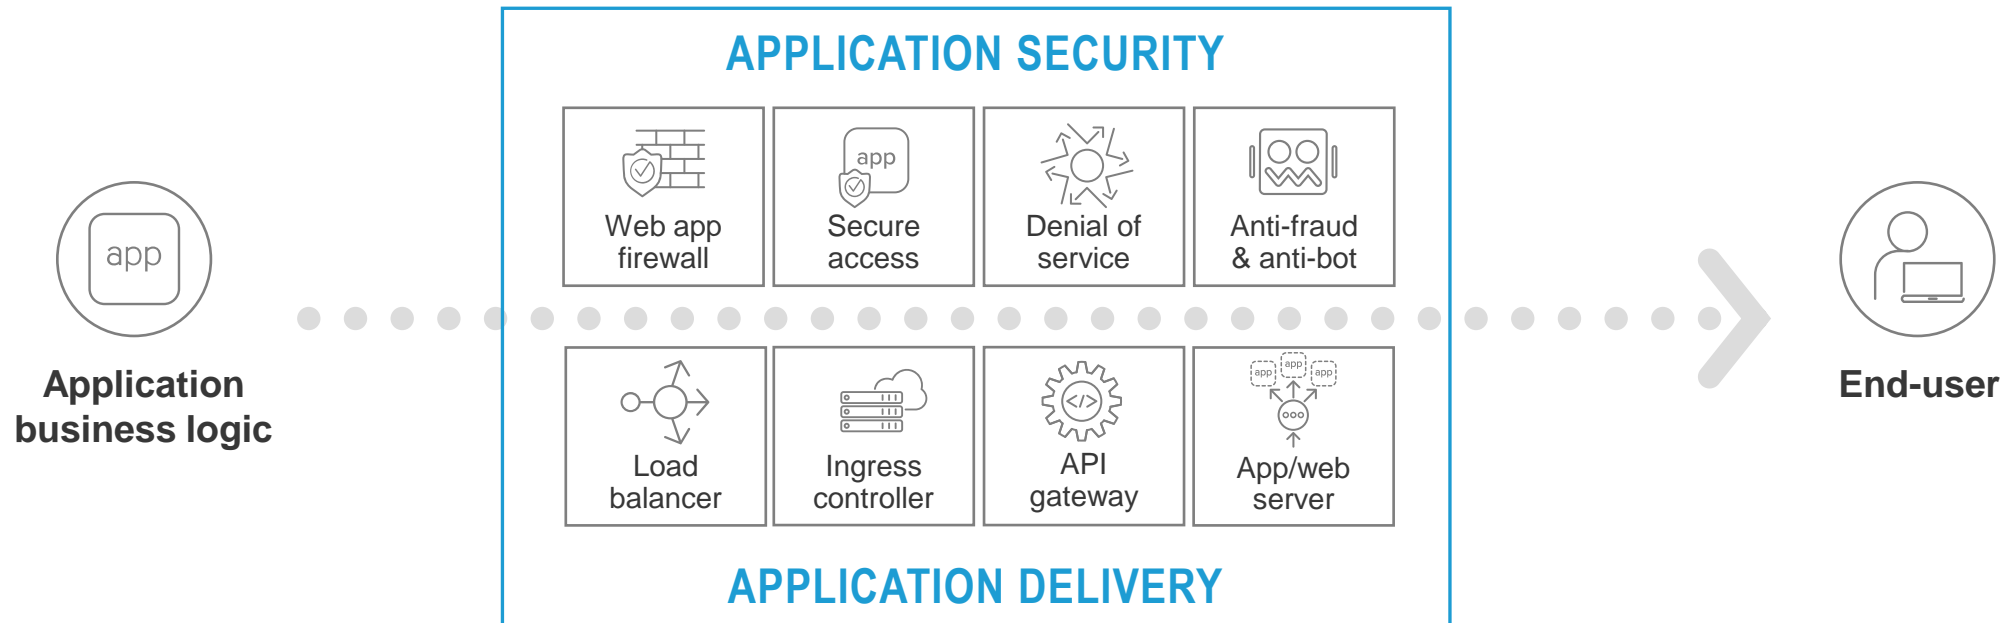 APPLICATION SECURITY
app
Web app
firewall
app
Secure
access
Denial of
service
Anti-fraud
& anti-bot
app
Application
business logic
End-user
Load
balancer
Ingress
controller
</>
API
gateway
app
app
app
App/web
server
APPLICATION DELIVERY